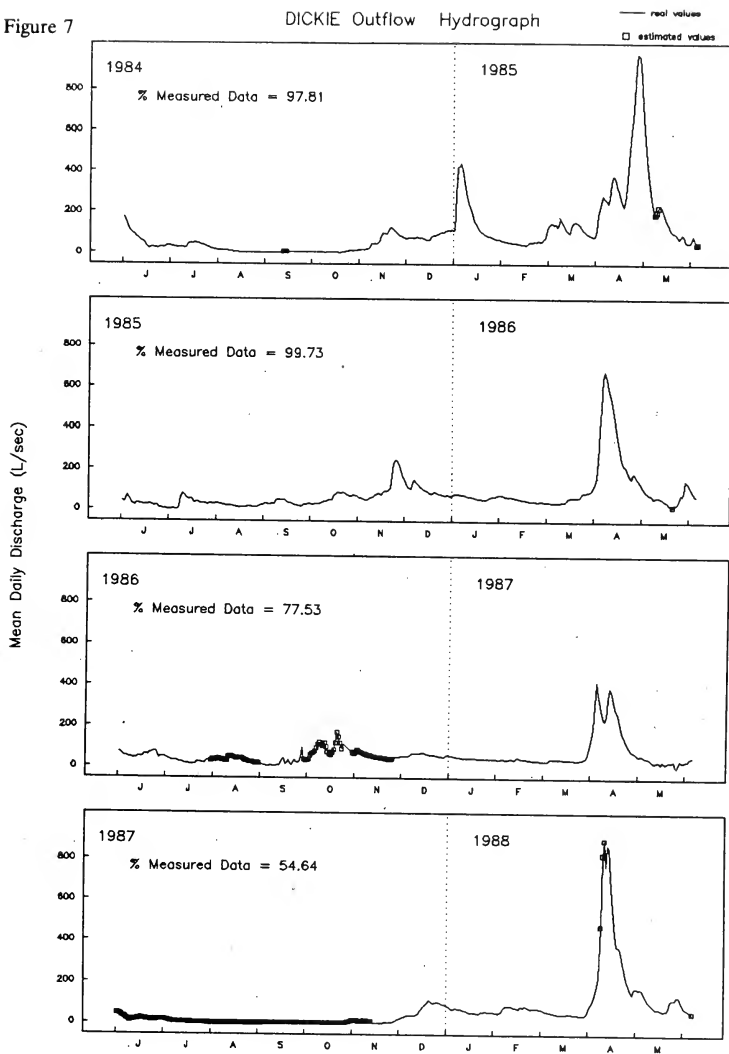 Figure 7
DICKIE Outflow Hydrograph
real values
estimated values
Mean Daily Discharge (L/sec)
1984
1985
% Measured Data = 97.81
800
600
400
200
0
J J A S O N D J F M A M
1985
1986
% Measured Data = 99.73
800
600
400
200
0
J J A S O N D J F M A M
1986
1987
% Measured Data = 77.53
800
600
400
200
0
J J A S O N D J F M A M
1987
1988
% Measured Data = 54.64
800
600
400
200
0
J J A S O N D J F M A M